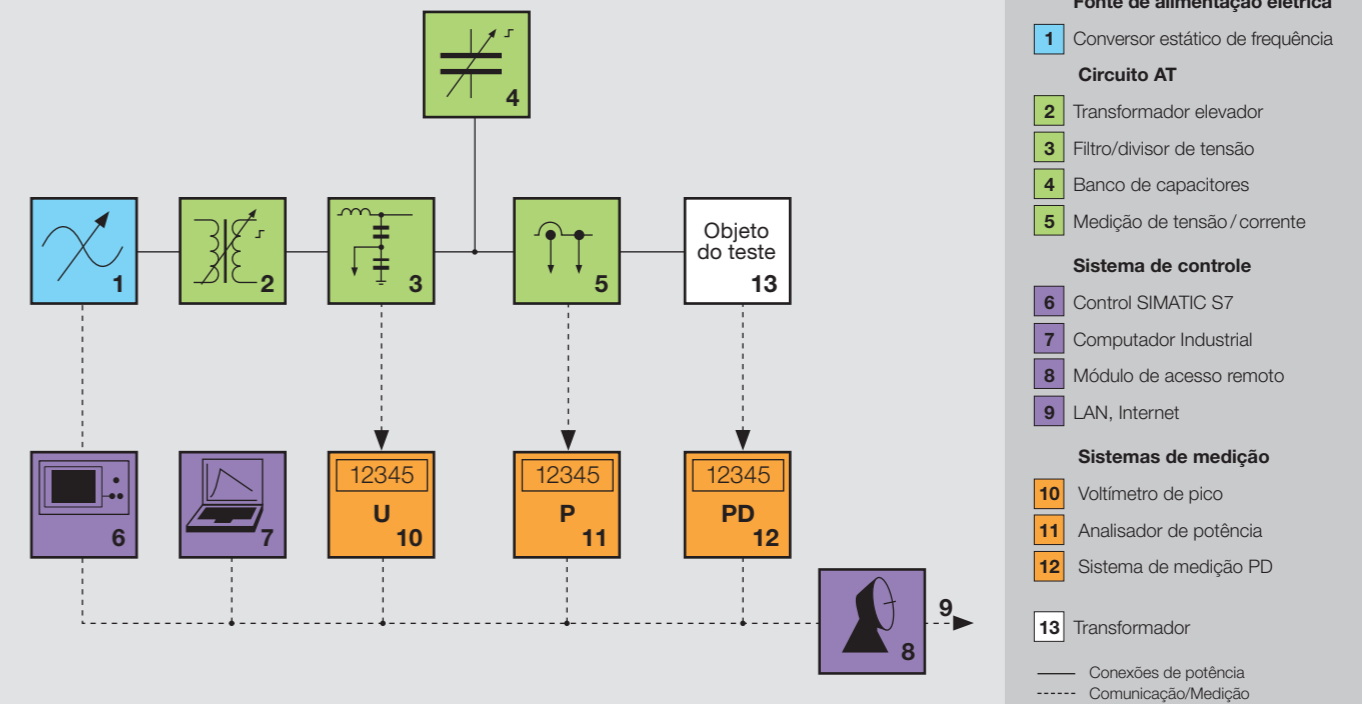 4
1
2
3
5
Objeto
do teste
13
6
7
12345
U
10
12345
P
11
12345
PD
12
8
9
Fonte de alimentação elétrica
1 Conversor estático de frequência
Circuito AT
2 Transformador elevador
3 Filtro/divisor de tensão
4 Banco de capacitores
5 Medição de tensão / corrente
Sistema de controle
6 Control SIMATIC S7
7 Computador Industrial
8 Módulo de acesso remoto
9 LAN, Internet
Sistemas de medição
10 Voltímetro de pico
11 Analisador de potência
12 Sistema de medição PD
13 Transformador
Conexões de potência
Comunicação/Medição